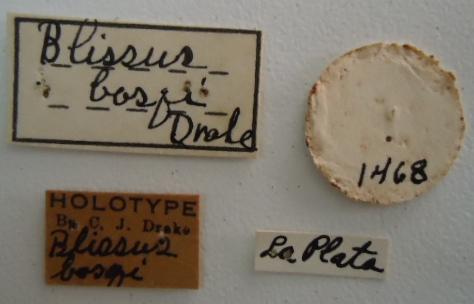 Blissus
bosqi
Drake
1468
HOLOTYPE
By C. J. Drake
Blissus
bosqi
La Plata